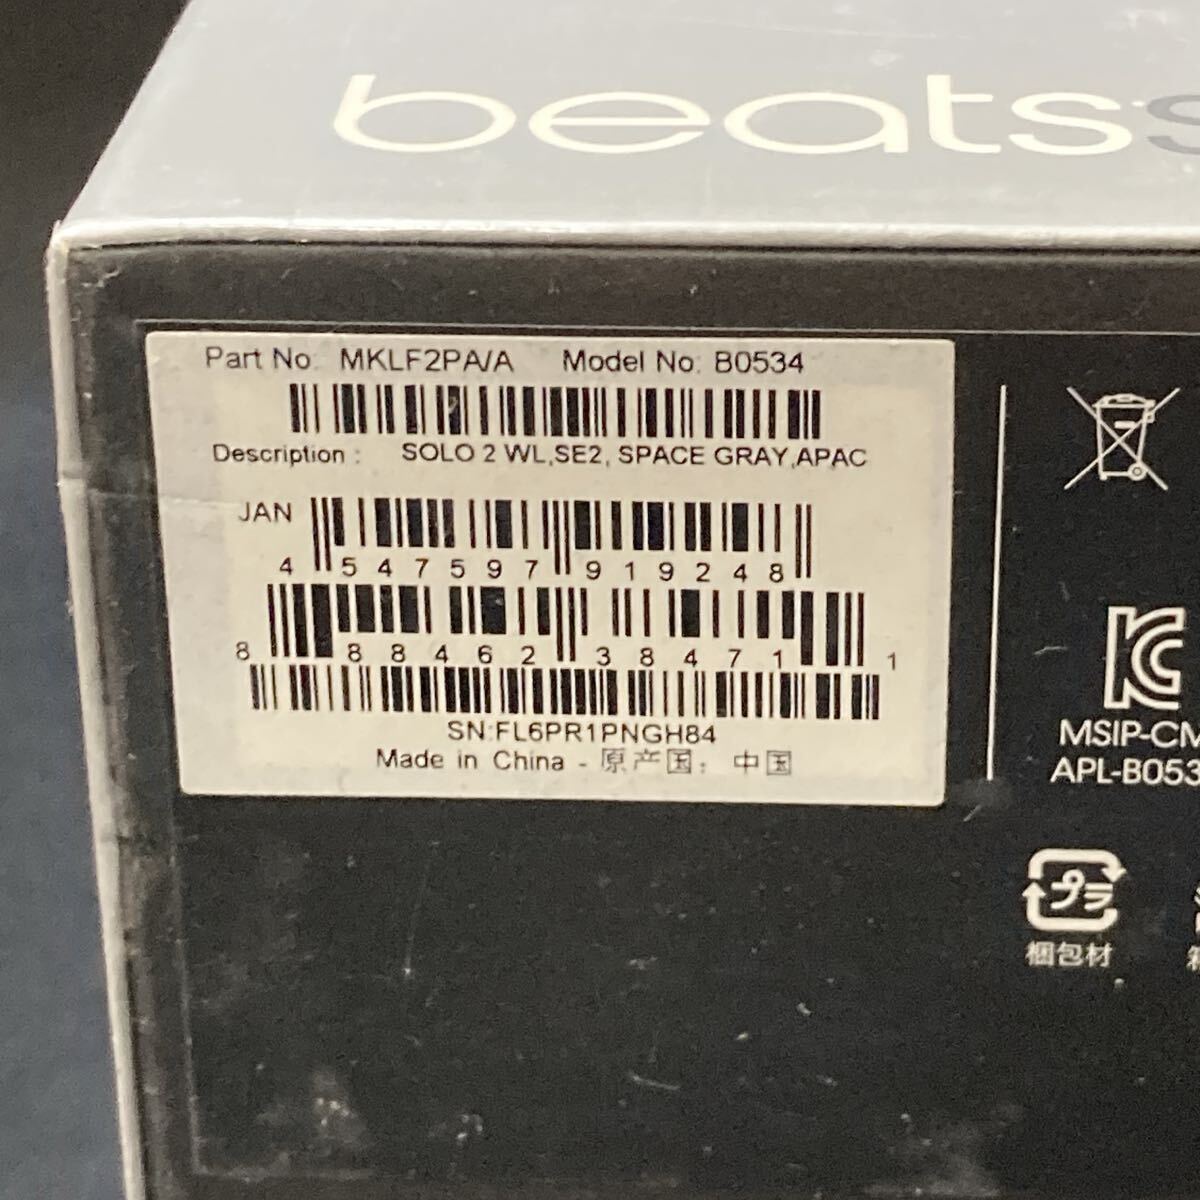 beats s
Part No: MKLF2PA/A Model No: B0534
Description : SOLO 2 WL,SE2, SPACE GRAY,APAC
JAN
4 547597 919248
8 88462 38471 1
SN:FL6PR1PNGH84
Made in China - 原产国：中国
MSIP-CM
APL-B053
プラ
梱包材